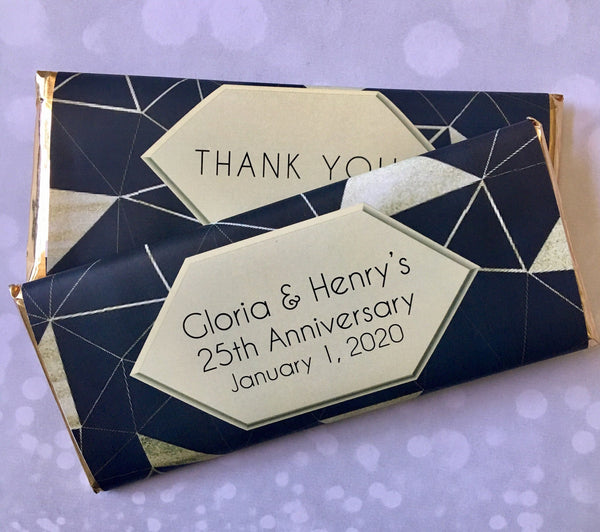 THANK YOU
Gloria & Henry's
25th Anniversary
January 1, 2020